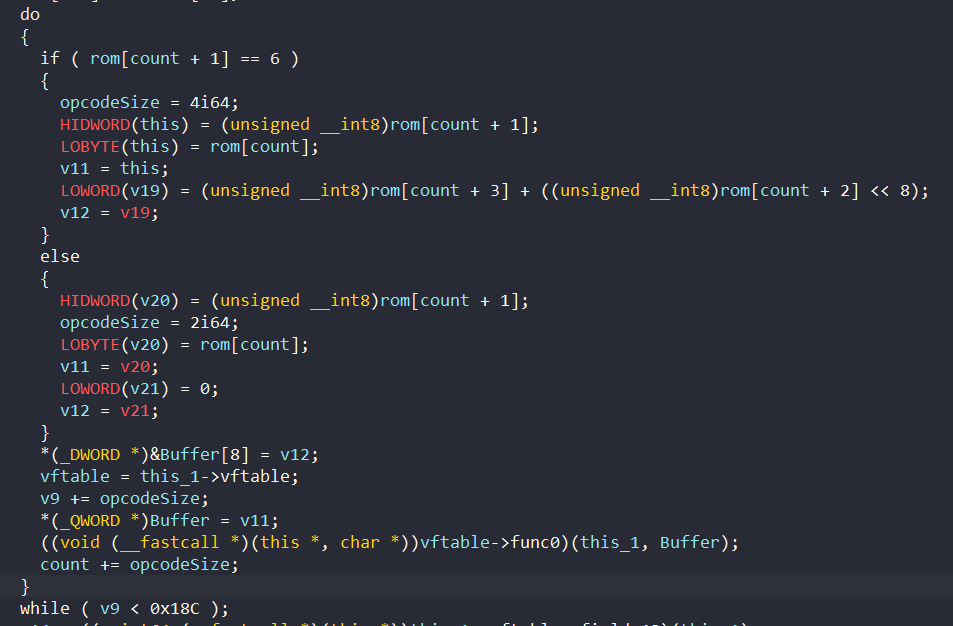 do
{
if ( rom[count + 1] == 6 )
{
opcodeSize = 4i64;
HIDWORD(this) = (unsigned __int8)rom[count + 1];
LOBYTE(this) = rom[count];
v11 = this;
LOWORD(v19) = (unsigned __int8)rom[count + 3] + ((unsigned __int8)rom[count + 2] << 8);
v12 = v19;
}
else
{
HIDWORD(v20) = (unsigned __int8)rom[count + 1];
opcodeSize = 2i64;
LOBYTE(v20) = rom[count];
v11 = v20;
LOWORD(v21) = 0;
v12 = v21;
}
*(_DWORD *)&Buffer[8] = v12;
vftable = this_1->vftable;
v9 += opcodeSize;
*(_QWORD *)Buffer = v11;
((void (__fastcall *)(this *, char *))vftable->func0)(this_1, Buffer);
count += opcodeSize;
}
while ( v9 < 0x18C );